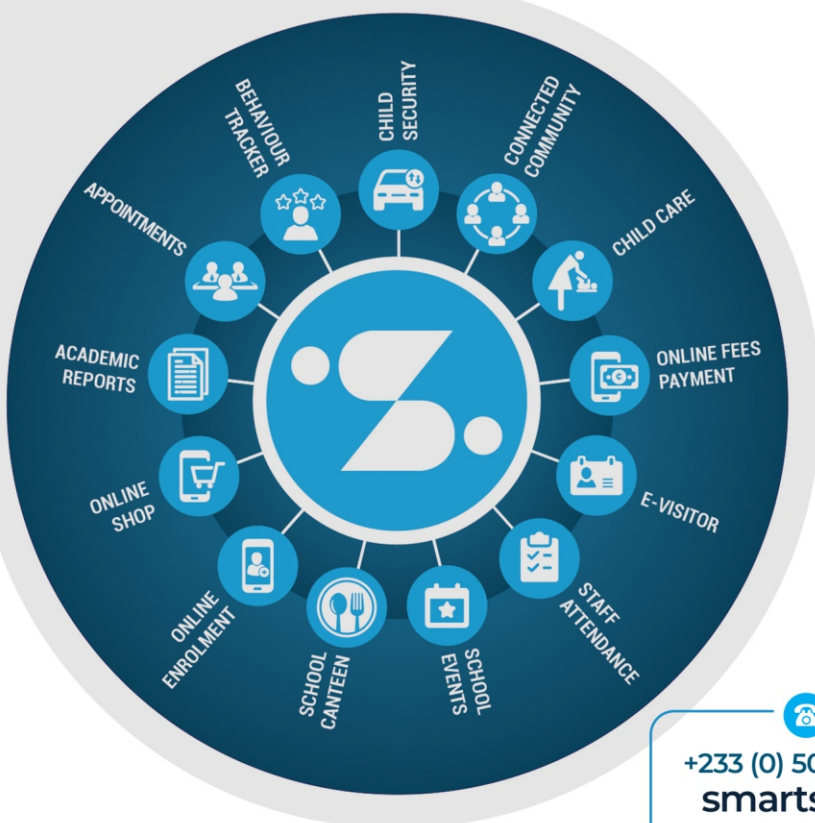 CHILD
SECURITY
CONNECTED
COMMUNITY
CHILD CARE
ONLINE FEES
PAYMENT
E-VISITOR
STAFF
ATTENDANCE
SCHOOL
EVENTS
SCHOOL
CANTEEN
ONLINE
ENROLMENT
ONLINE
SHOP
ACADEMIC
REPORTS
APPOINTMENTS
BEHAVIOUR
TRACKER
+233 (0) 50
smarts